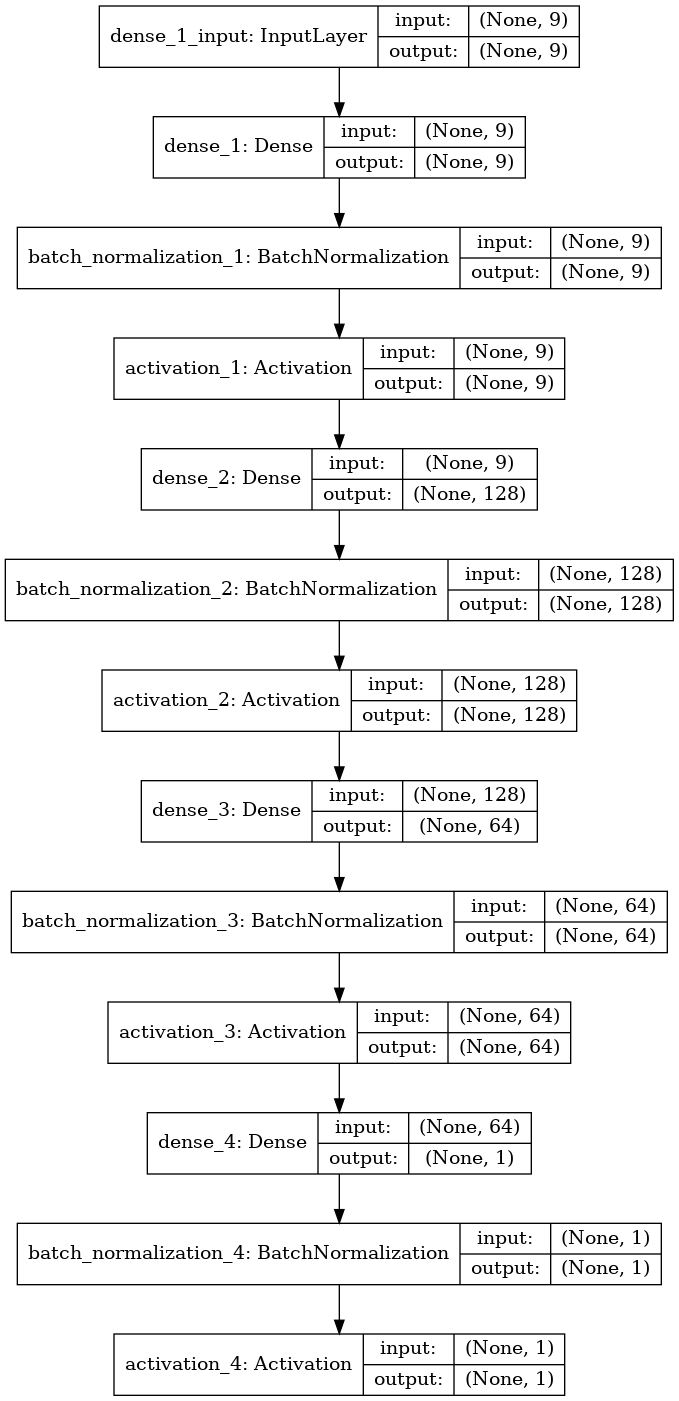 dense_1_input: InputLayer
input: (None, 9)
output: (None, 9)
dense_1: Dense
input: (None, 9)
output: (None, 9)
batch_normalization_1: BatchNormalization
input: (None, 9)
output: (None, 9)
activation_1: Activation
input: (None, 9)
output: (None, 9)
dense_2: Dense
input: (None, 9)
output: (None, 128)
batch_normalization_2: BatchNormalization
input: (None, 128)
output: (None, 128)
activation_2: Activation
input: (None, 128)
output: (None, 128)
dense_3: Dense
input: (None, 128)
output: (None, 64)
batch_normalization_3: BatchNormalization
input: (None, 64)
output: (None, 64)
activation_3: Activation
input: (None, 64)
output: (None, 64)
dense_4: Dense
input: (None, 64)
output: (None, 1)
batch_normalization_4: BatchNormalization
input: (None, 1)
output: (None, 1)
activation_4: Activation
input: (None, 1)
output: (None, 1)